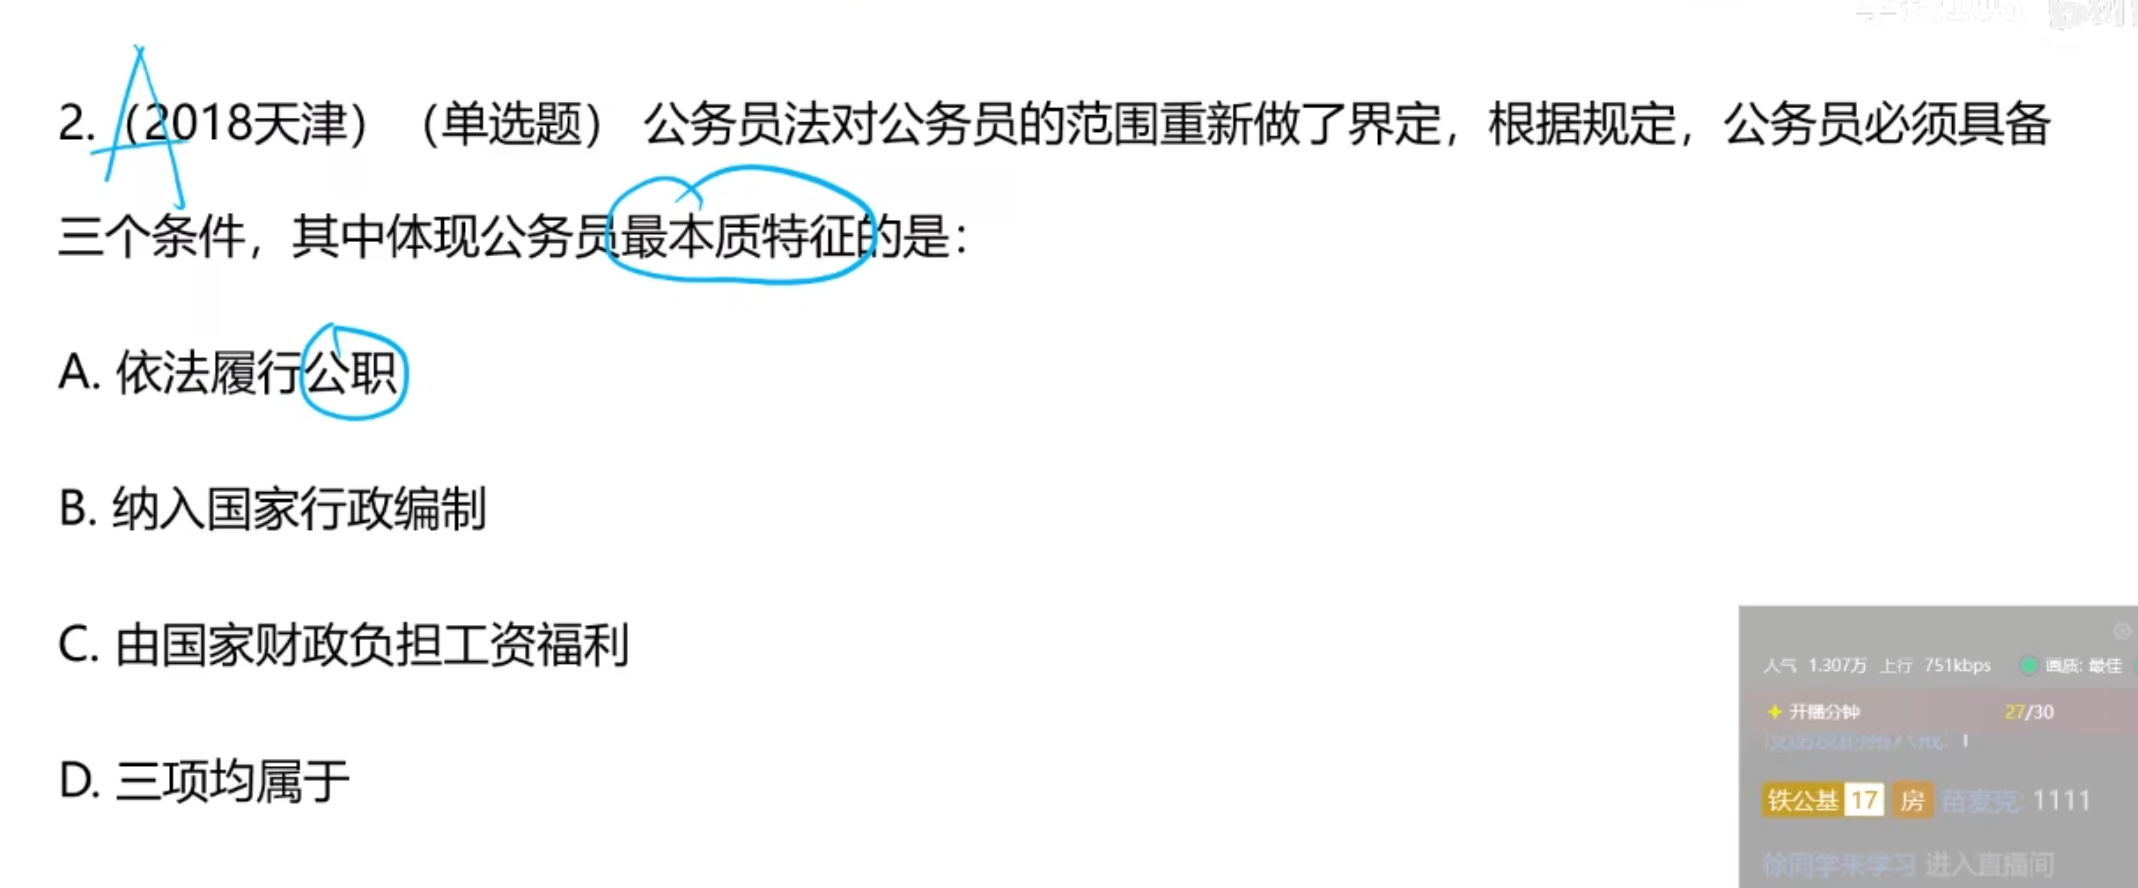 2.（2018天津）（单选题） 公务员法对公务员的范围重新做了界定，根据规定，公务员必须具备
三个条件，其中体现公务员最本质特征的是：
A
A. 依法履行公职
B. 纳入国家行政编制
C. 由国家财政负担工资福利
D. 三项均属于
人气 1.307万 上行 751kbps 画质: 最佳
开播分钟 27/30
1
铁公基 17 房 苗麦克: 1111
徐同学来学习 进入直播间